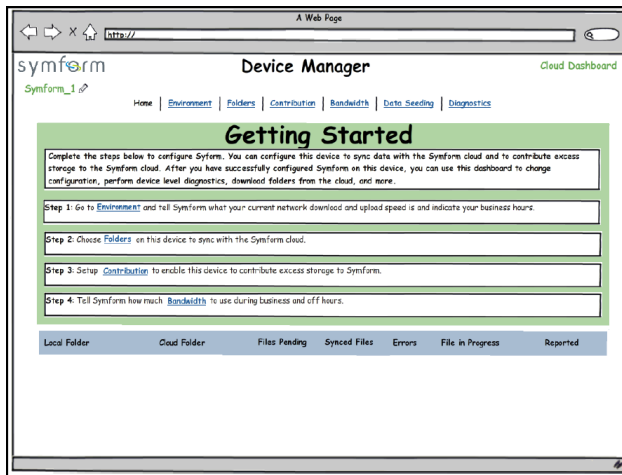 A Web Page
http://
symform
Device Manager
Cloud Dashboard
Symform_1
Home | Environment | Folders | Contribution | Bandwidth | Data Seeding | Diagnostics
Getting Started
Complete the steps below to configure Syform. You can configure this device to sync data with the Symform cloud and to contribute excess
storage to the Symform cloud. After you have successfully configured Symform on this device, you can use this dashboard to change
configuration, perform device level diagnostics, download folders from the cloud, and more.
Step 1: Go to Environment and tell Symform what your current network download and upload speed is and indicate your business hours.
Step 2: Choose Folders on this device to sync with the Symform cloud.
Step 3: Setup Contribution to enable this device to contribute excess storage to Symform.
Step 4: Tell Symform how much Bandwidth to use during business and off hours.
Local Folder Cloud Folder Files Pending Synced Files Errors File in Progress Reported